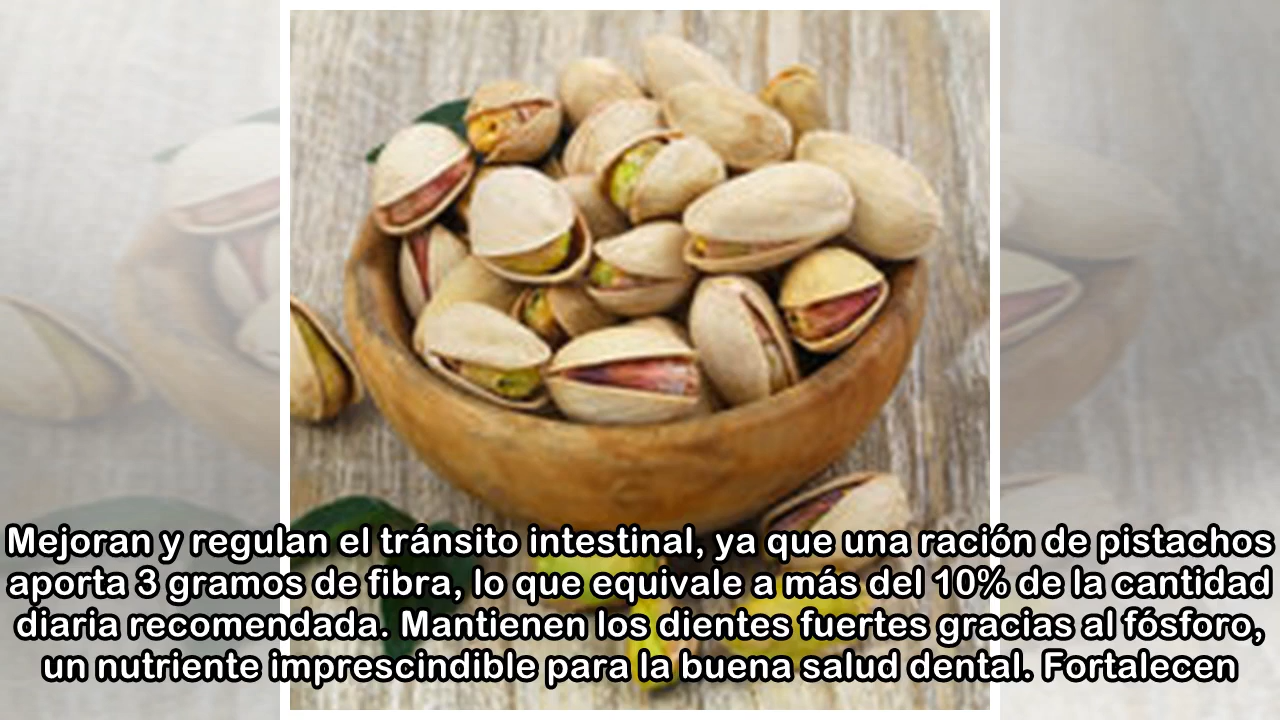 Mejoran y regulan el tránsito intestinal, ya que una ración de pistachos
aporta 3 gramos de fibra, lo que equivale a más del 10% de la cantidad
diaria recomendada. Mantienen los dientes fuertes gracias al fósforo,
un nutriente imprescindible para la buena salud dental. Fortalecen